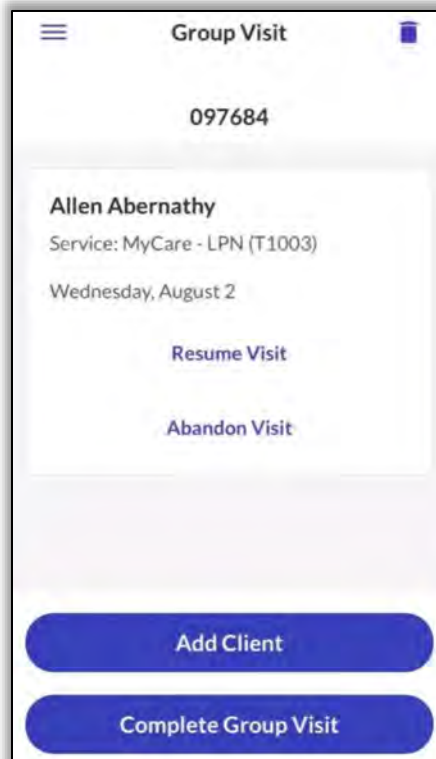 Group Visit
097684
Allen Abernathy
Service: MyCare - LPN (T1003)
Wednesday, August 2
Resume Visit
Abandon Visit
Add Client
Complete Group Visit